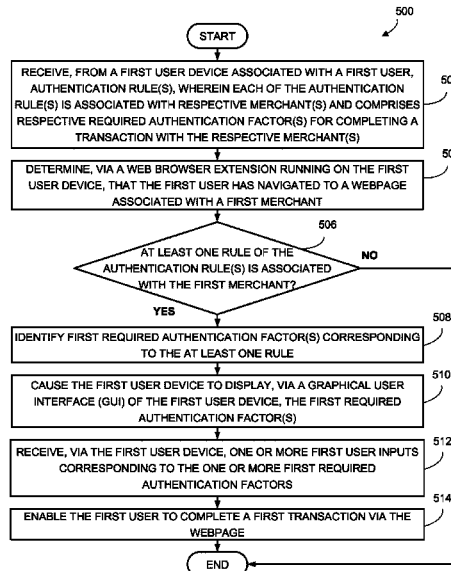 500
START
RECEIVE, FROM A FIRST USER DEVICE ASSOCIATED WITH A FIRST USER,
AUTHENTICATION RULE(S), WHEREIN EACH OF THE AUTHENTICATION
RULE(S) IS ASSOCIATED WITH RESPECTIVE MERCHANT(S) AND COMPRISES
RESPECTIVE REQUIRED AUTHENTICATION FACTOR(S) FOR COMPLETING A
TRANSACTION WITH THE RESPECTIVE MERCHANT(S)
DETERMINE, VIA A WEB BROWSER EXTENSION RUNNING ON THE FIRST
USER DEVICE, THAT THE FIRST USER HAS NAVIGATED TO A WEBPAGE
ASSOCIATED WITH A FIRST MERCHANT
506
AT LEAST ONE RULE OF THE
AUTHENTICATION RULE(S) IS ASSOCIATED
WITH THE FIRST MERCHANT?
NO
YES
508
IDENTIFY FIRST REQUIRED AUTHENTICATION FACTOR(S) CORRESPONDING
TO THE AT LEAST ONE RULE
510
CAUSE THE FIRST USER DEVICE TO DISPLAY, VIA A GRAPHICAL USER
INTERFACE (GUI) OF THE FIRST USER DEVICE, THE FIRST REQUIRED
AUTHENTICATION FACTOR(S)
512
RECEIVE, VIA THE FIRST USER DEVICE, ONE OR MORE FIRST USER INPUTS
CORRESPONDING TO THE ONE OR MORE FIRST REQUIRED
AUTHENTICATION FACTORS
514
ENABLE THE FIRST USER TO COMPLETE A FIRST TRANSACTION VIA THE
WEBPAGE
END